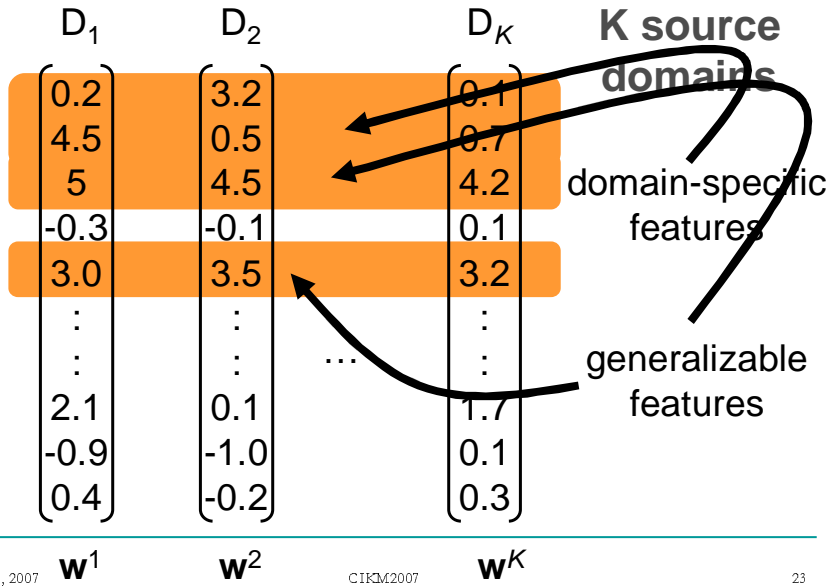 D1 D2 DK K source
domains
0.2 3.2 0.1
4.5 0.5 0.7
5 4.5 4.2 domain-specific
-0.3 -0.1 0.1 features
3.0 3.5 3.2
: : :
: : … : generalizable
2.1 0.1 1.7 features
-0.9 -1.0 0.1
0.4 -0.2 0.3
, 2007 w1 w2 CIKM2007 wK 23